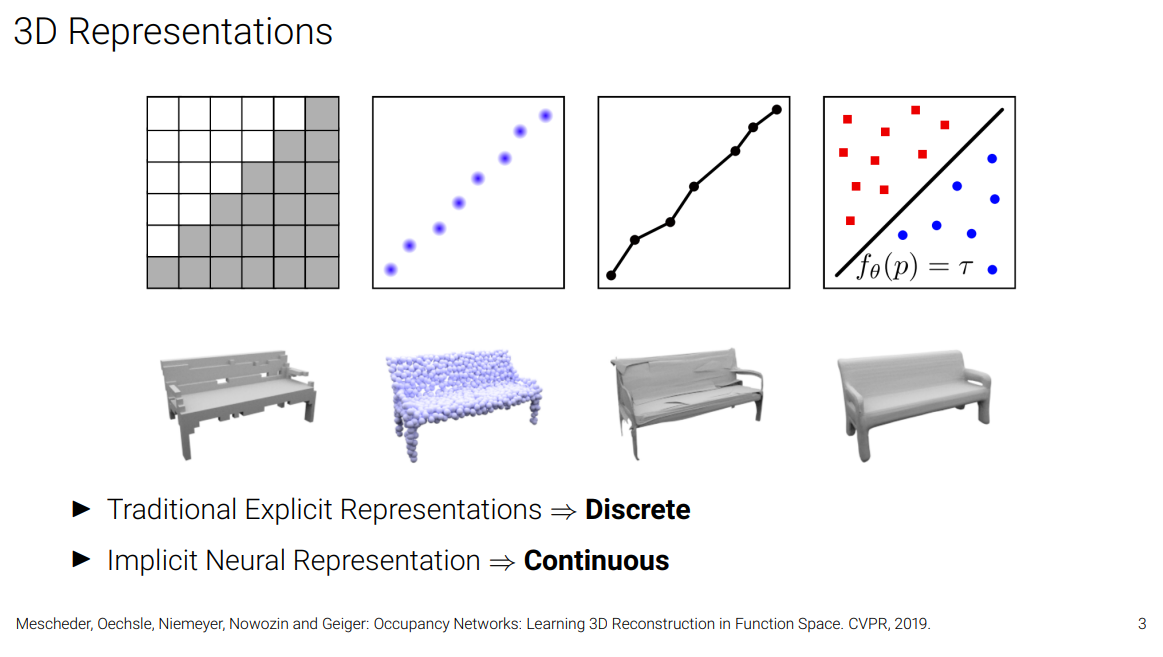 3D Representations
f_θ(p) = τ
► Traditional Explicit Representations ⇒ Discrete
► Implicit Neural Representation ⇒ Continuous
Mescheder, Oechsle, Niemeyer, Nowozin and Geiger: Occupancy Networks: Learning 3D Reconstruction in Function Space. CVPR, 2019.
3